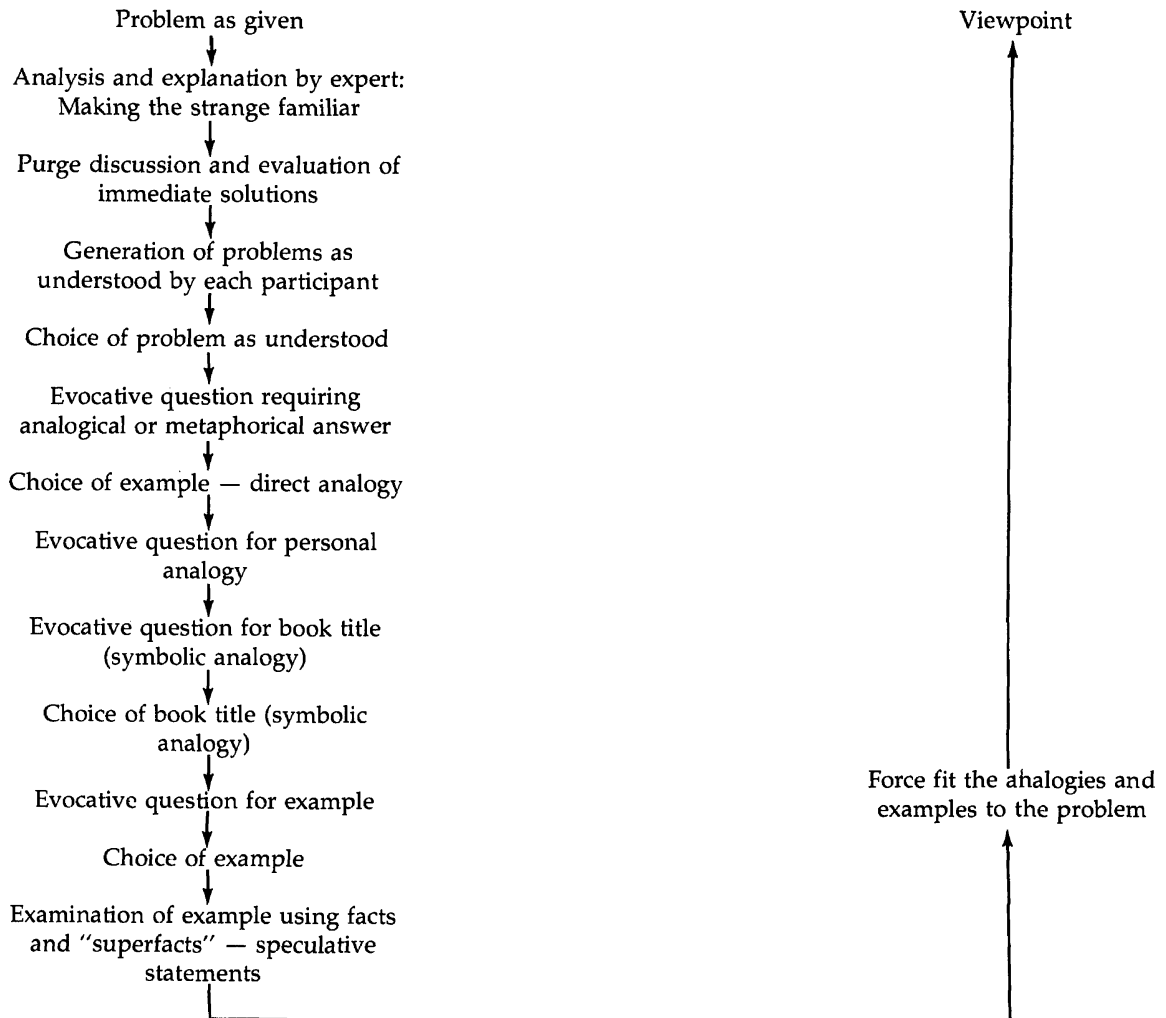 Problem as given
Analysis and explanation by expert:
Making the strange familiar
Purge discussion and evaluation of
immediate solutions
Generation of problems as
understood by each participant
Choice of problem as understood
Evocative question requiring
analogical or metaphorical answer
Choice of example — direct analogy
Evocative question for personal
analogy
Evocative question for book title
(symbolic analogy)
Choice of book title (symbolic
analogy)
Evocative question for example
Choice of example
Examination of example using facts
and "superfacts" — speculative
statements
Viewpoint
Force fit the analogies and
examples to the problem